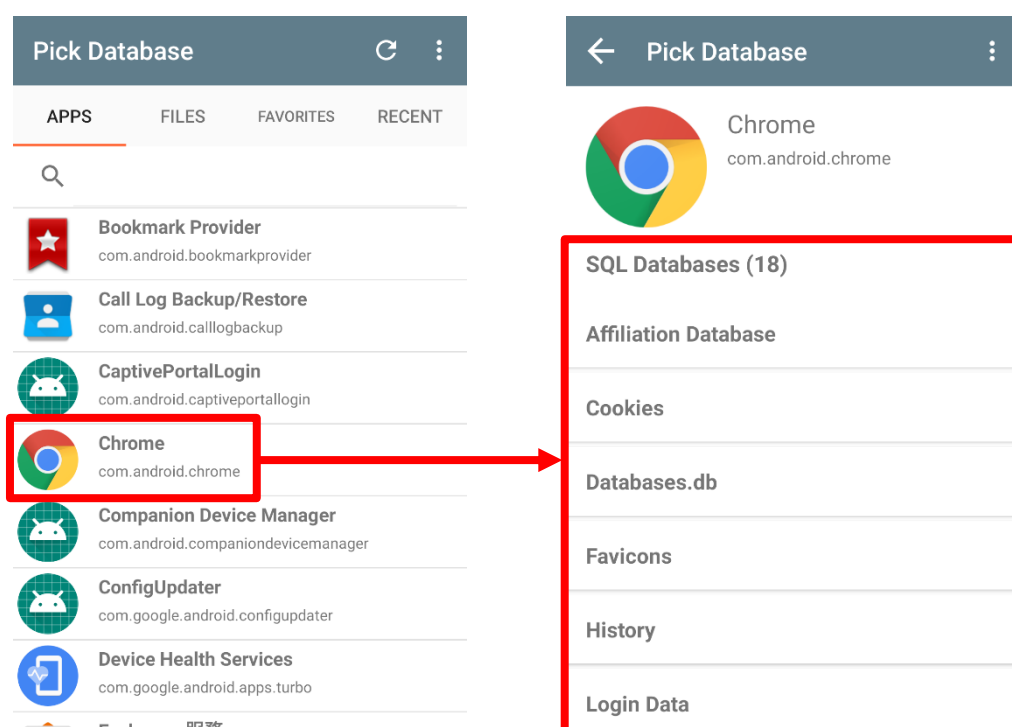 Pick Database
APPS FILES FAVORITES RECENT
Bookmark Provider
com.android.bookmarkprovider
Call Log Backup/Restore
com.android.calllogbackup
CaptivePortalLogin
com.android.captiveportallogin
Chrome
com.android.chrome
Companion Device Manager
com.android.companiondevicemanager
ConfigUpdater
com.google.android.configupdater
Device Health Services
com.google.android.apps.turbo
Pick Database
Chrome
com.android.chrome
SQL Databases (18)
Affiliation Database
Cookies
Databases.db
Favicons
History
Login Data